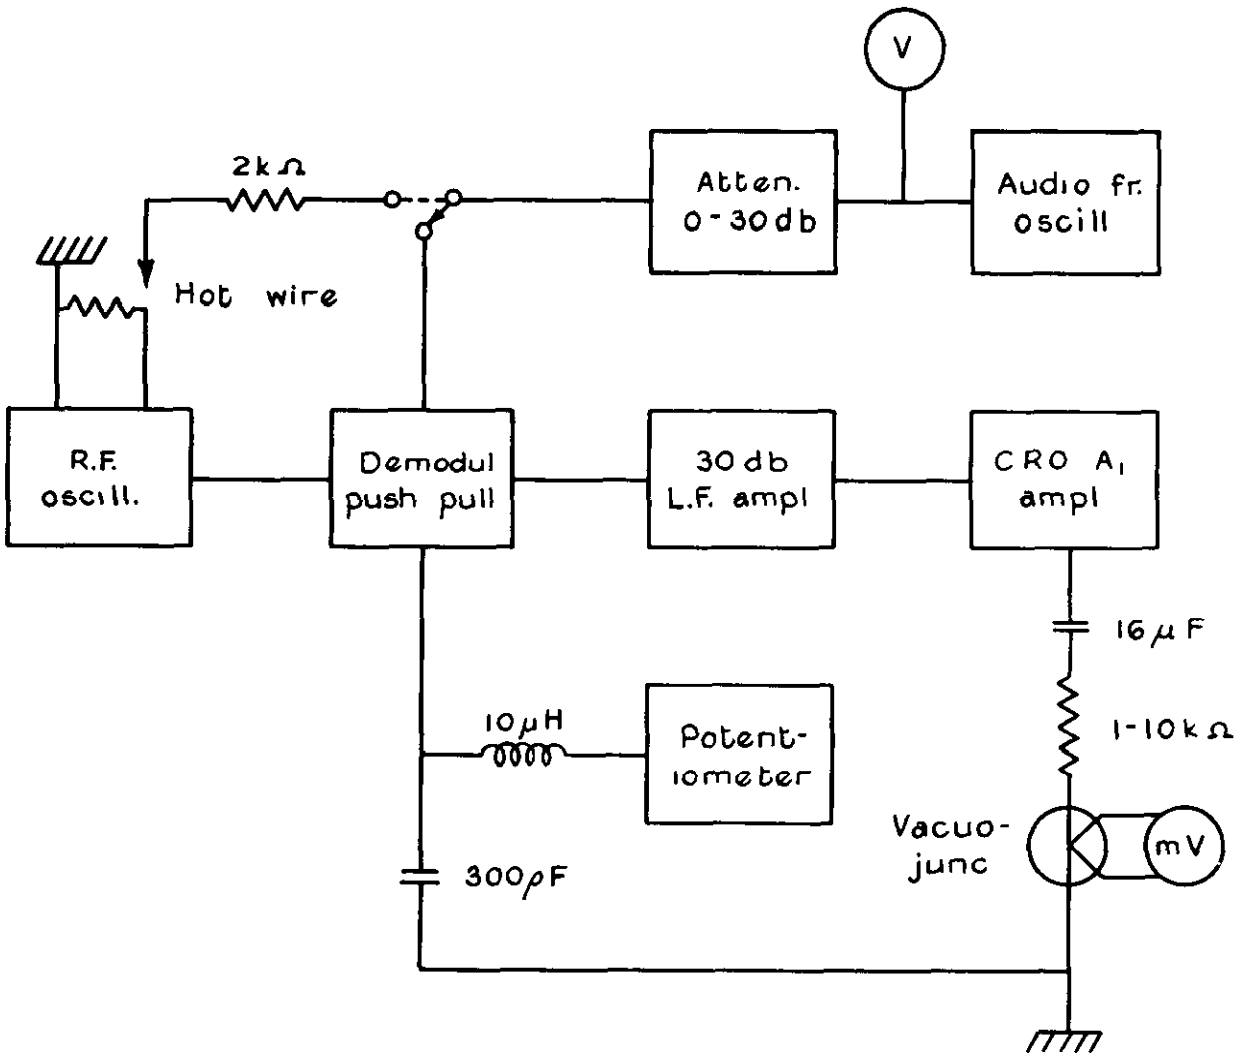 V
2kΩ
Atten.
0-30db
Audio fr.
oscill
Hot wire
R.F.
oscill.
Demodul
push pull
30db
L.F. ampl
CRO A₁
ampl
16μF
10μH
Potent-
iometer
1-10kΩ
Vacuo-
junc
mV
300pF